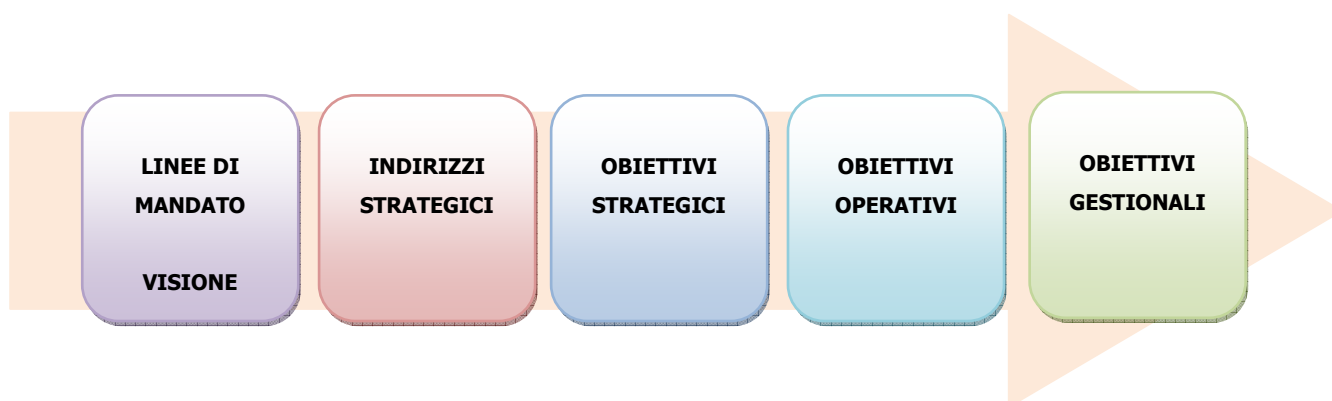 LINEE DI
MANDATO
VISIONE
INDIRIZZI
STRATEGICI
OBIETTIVI
STRATEGICI
OBIETTIVI
OPERATIVI
OBIETTIVI
GESTIONALI